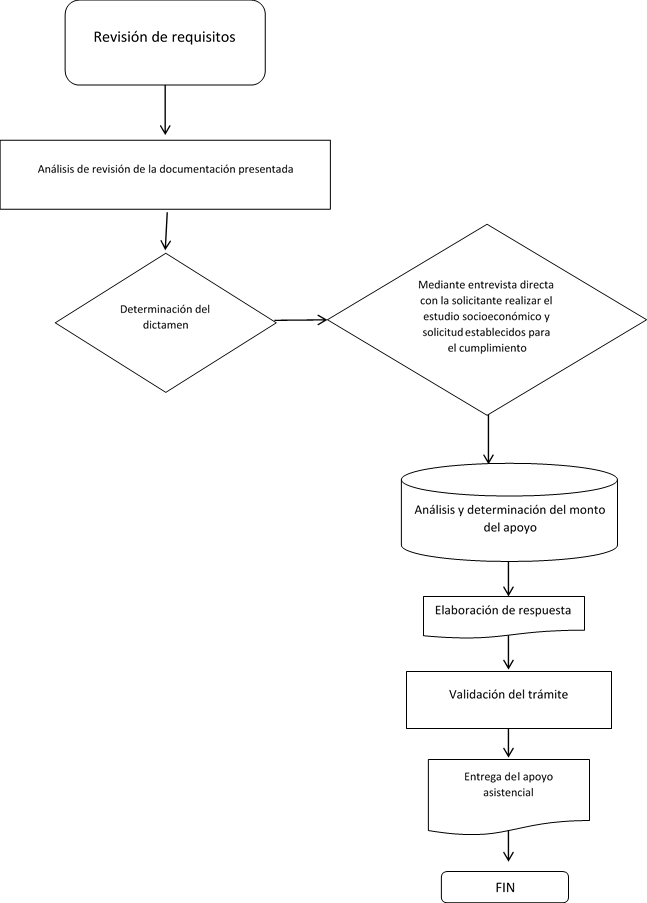 Revisión de requisitos
Análisis de revisión de la documentación presentada
Determinación del
dictamen
Mediante entrevista directa
con la solicitante realizar el
estudio socioeconómico y
solicitud establecidos para
el cumplimiento
Análisis y determinación del monto
del apoyo
Elaboración de respuesta
Validación del trámite
Entrega del apoyo
asistencial
FIN